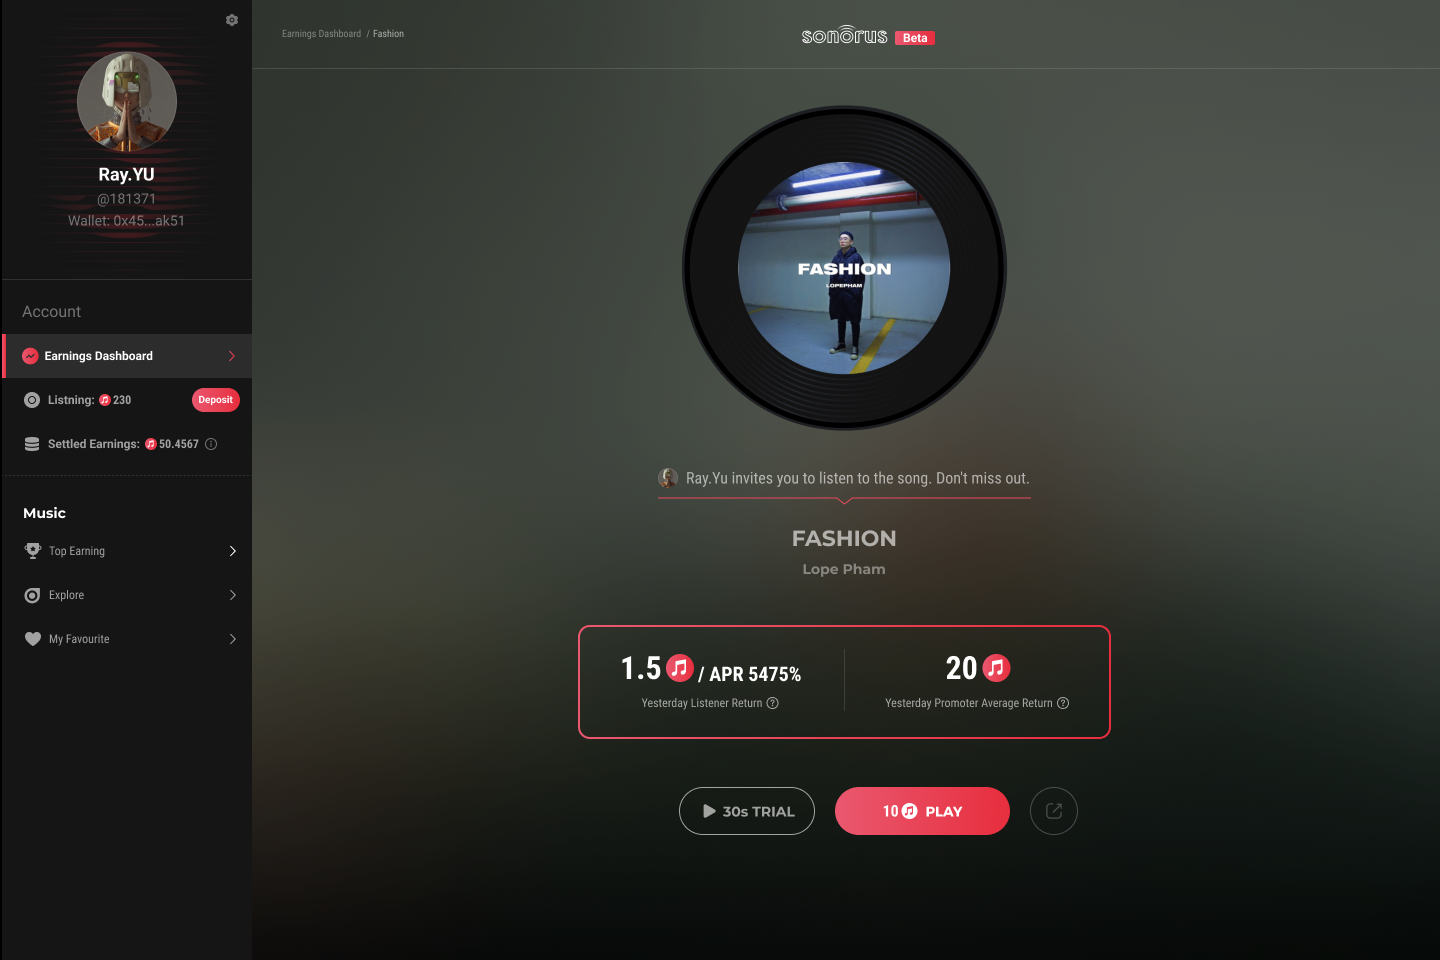 Earnings Dashboard / Fashion
sonorus Beta
Ray.YU
@181371
Wallet: 0x45...ak51
Account
Earnings Dashboard
Listning: 230
Deposit
Settled Earnings: 50.4567
Music
Top Earning
Explore
My Favourite
FASHION
LOPEPHAM
Ray.Yu invites you to listen to the song. Don't miss out.
FASHION
Lope Pham
1.5 / APR 5475%
Yesterday Listener Return ?
20
Yesterday Promoter Average Return ?
30s TRIAL
10 PLAY